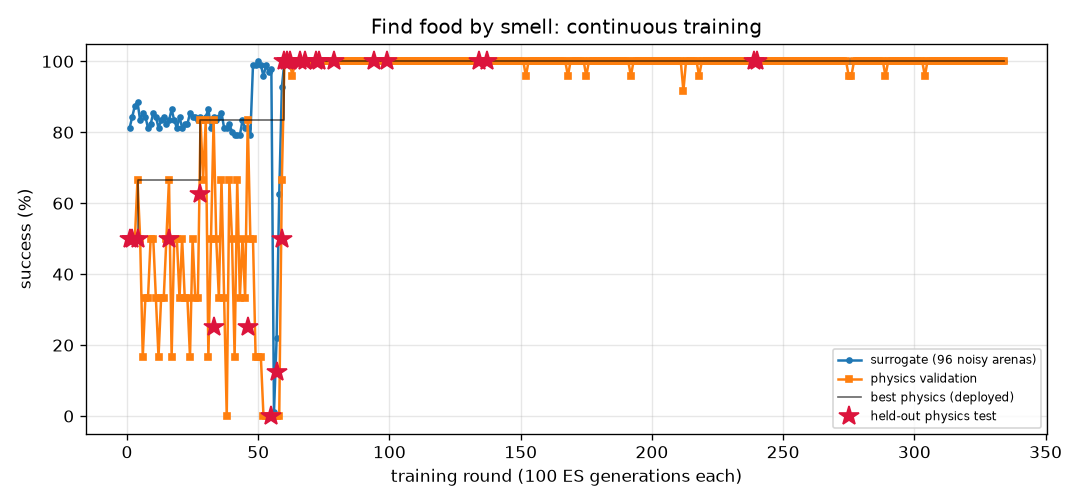 Find food by smell: continuous training
success (%)
100
80
60
40
20
0
surrogate (96 noisy arenas)
physics validation
best physics (deployed)
held-out physics test
0 50 100 150 200 250 300 350
training round (100 ES generations each)